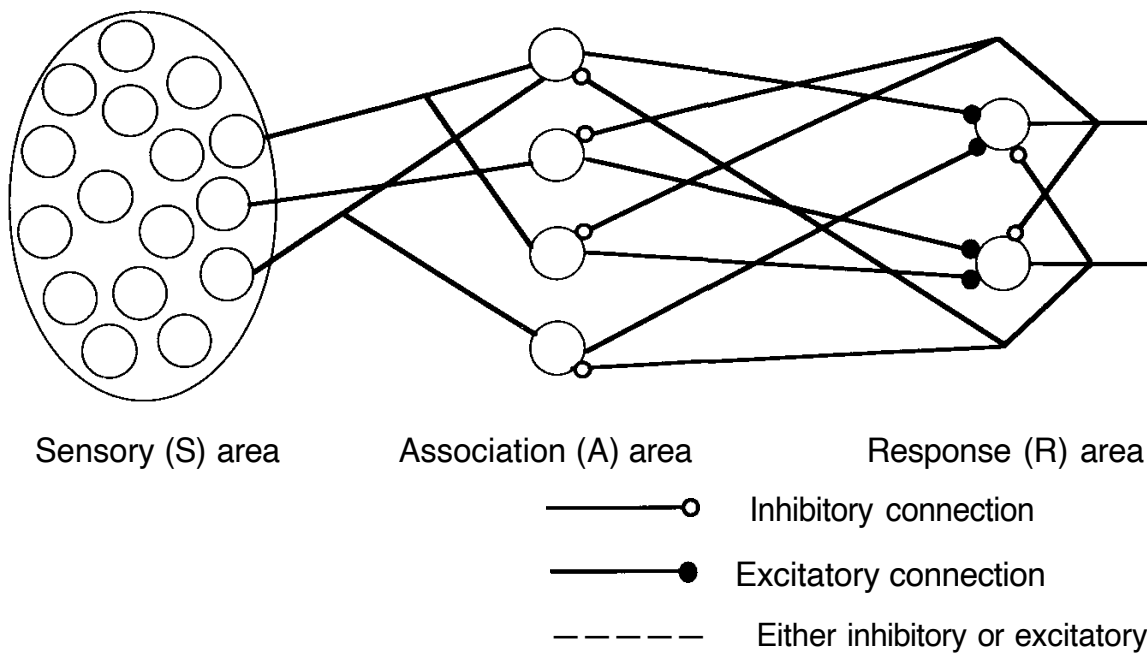 Sensory (S) area
Association (A) area
Response (R) area
Inhibitory connection
Excitatory connection
Either inhibitory or excitatory